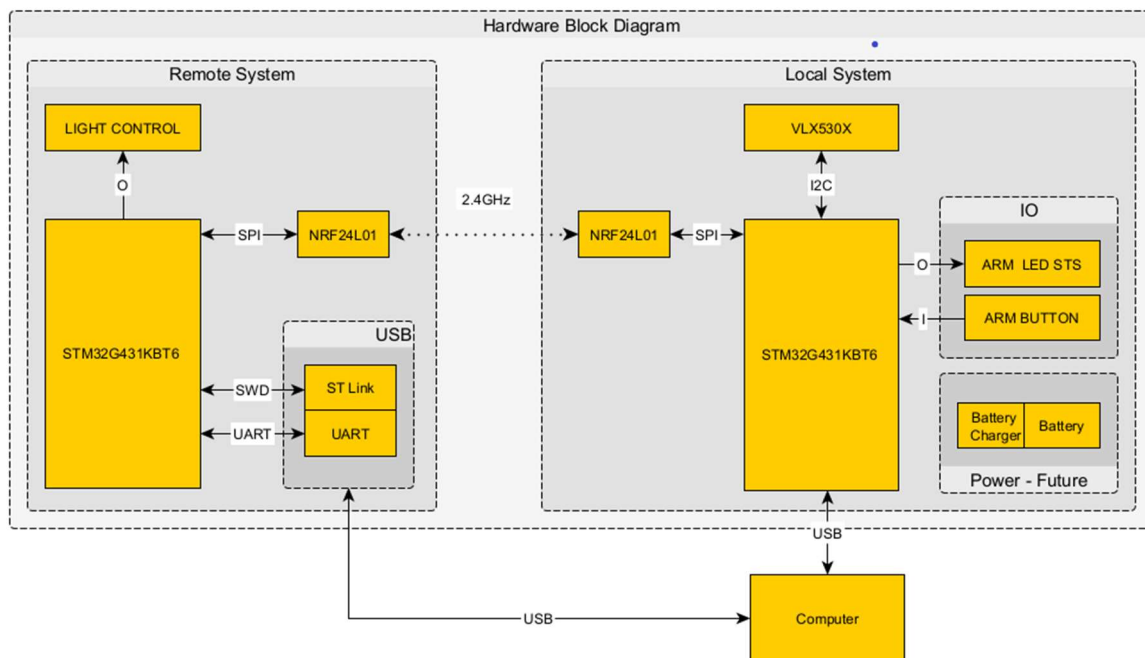 Hardware Block Diagram
Remote System
LIGHT CONTROL
O
SPI
NRF24L01
STM32G431KBT6
USB
SWD
ST Link
UART
UART
2.4GHz
Local System
VLX530X
I2C
NRF24L01
SPI
STM32G431KBT6
IO
O
ARM LED STS
I
ARM BUTTON
Battery
Charger
Battery
Power - Future
USB
USB
Computer